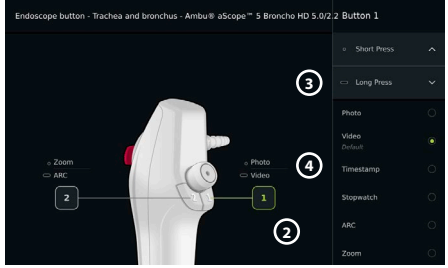 Endoscope button - Trachea and bronchus - Ambu® aScope™ 5 Broncho HD 5.0/2.2 Button 1
Short Press
3
Long Press
Photo
Video
Default
Zoom
ARC
2
Photo
Video
1
4
Timestamp
Stopwatch
2
ARC
Zoom